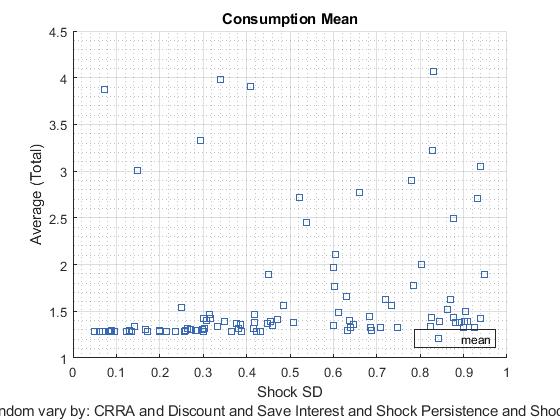 Consumption Mean
Average (Total)
4.5
4
3.5
3
2.5
2
1.5
1
0 0.1 0.2 0.3 0.4 0.5 0.6 0.7 0.8 0.9 1
mean
Shock SD
vary by: CRRA and Discount and Save Interest and Shock Persistence and